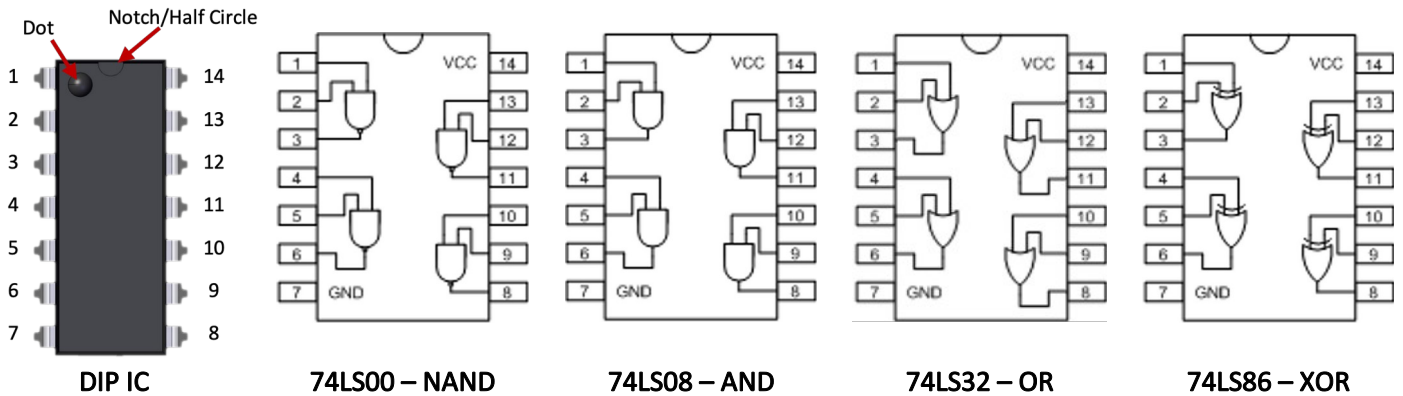 Notch/Half Circle
Dot
1 14
2 13
3 12
4 11
5 10
6 9
7 8
DIP IC
1 VCC 14
2 13
3 12
4 11
5 10
6 9
7 GND 8
74LS00 – NAND
1 VCC 14
2 13
3 12
4 11
5 10
6 9
7 GND 8
74LS08 – AND
1 VCC 14
2 13
3 12
4 11
5 10
6 9
7 GND 8
74LS32 – OR
1 VCC 14
2 13
3 12
4 11
5 10
6 9
7 GND 8
74LS86 – XOR